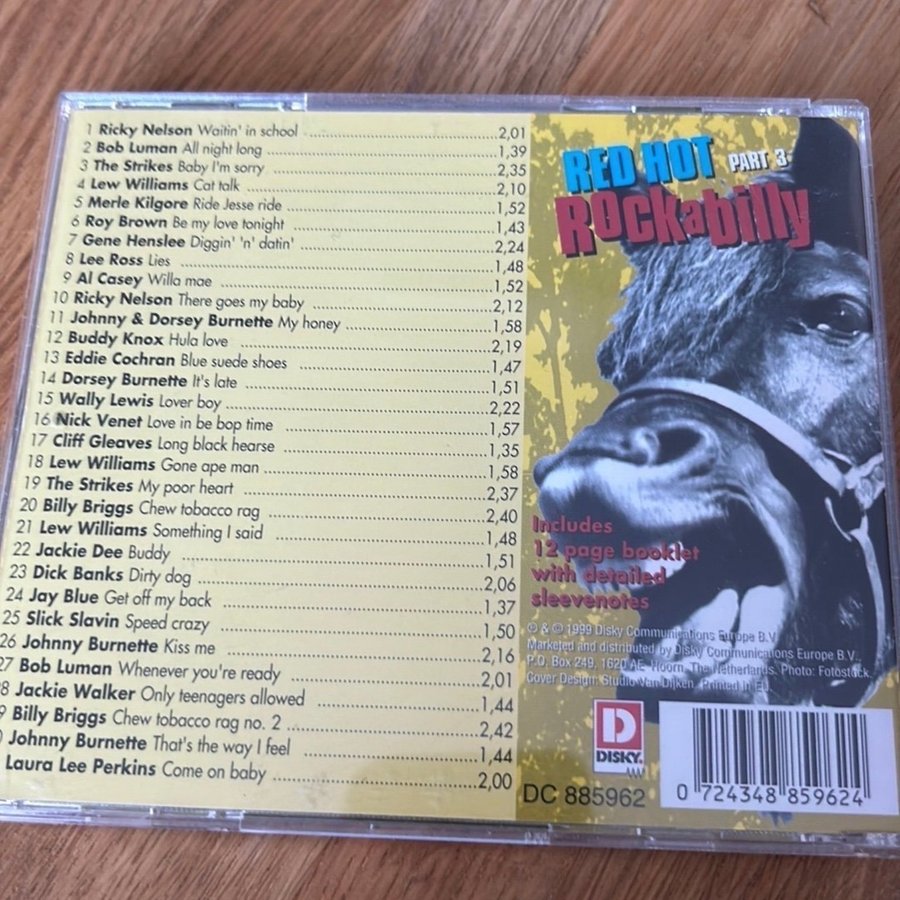 1 Ricky Nelson Waitin' in school 2,01
2 Bob Luman All night long 1,39
3 The Strikes Baby I'm sorry 2,35
4 Lew Williams Cat talk 2,10
5 Merle Kilgore Ride Jesse ride 1,52
6 Roy Brown Be my love tonight 1,43
7 Gene Henslee Diggin' 'n' datin' 2,24
8 Lee Ross Lies 1,48
9 Al Casey Willa mae 1,52
10 Ricky Nelson There goes my baby 2,12
11 Johnny & Dorsey Burnette My honey 1,58
12 Buddy Knox Hula love 2,19
13 Eddie Cochran Blue suede shoes 1,47
14 Dorsey Burnette It's late 1,51
15 Wally Lewis Lover boy 2,22
16 Nick Venet Love in be bop time 1,57
17 Cliff Gleaves Long black hearse 1,35
18 Lew Williams Gone ape man 1,58
19 The Strikes My poor heart 2,37
20 Billy Briggs Chew tobacco rag 2,40
21 Lew Williams Something I said 1,48
22 Jackie Dee Buddy 1,51
23 Dick Banks Dirty dog 2,06
24 Jay Blue Get off my back 1,37
25 Slick Slavin Speed crazy 1,50
26 Johnny Burnette Kiss me 2,16
27 Bob Luman Whenever you're ready 2,01
8 Jackie Walker Only teenagers allowed 1,44
9 Billy Briggs Chew tobacco rag no. 2 2,42
Johnny Burnette That's the way I feel 1,44
Laura Lee Perkins Come on baby 2,00
RED HOT PART 3
Rockabilly
Includes
12 page booklet
with detailed
sleevenotes
℗ & © 1999 Disky Communications Europe B.V.
Marketed and distributed by Disky Communications Europe B.V.,
P.O. Box 249, 1620 AE, Hoorn, The Netherlands. Photo: Fotostock.
Cover Design: Studio Van Dijken. Printed in EU.
D
DISKY
DC 885962
0 724348 859624